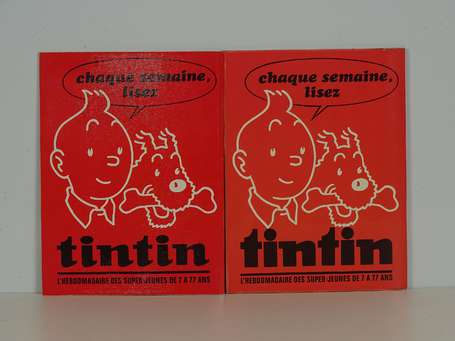 chaque semaine,
lisez
tintin
L'HEBDOMADAIRE DES SUPER-JEUNES DE 7 A 77 ANS
chaque semaine,
lisez
tintin
L'HEBDOMADAIRE DES SUPER-JEUNES DE 7 A 77 ANS